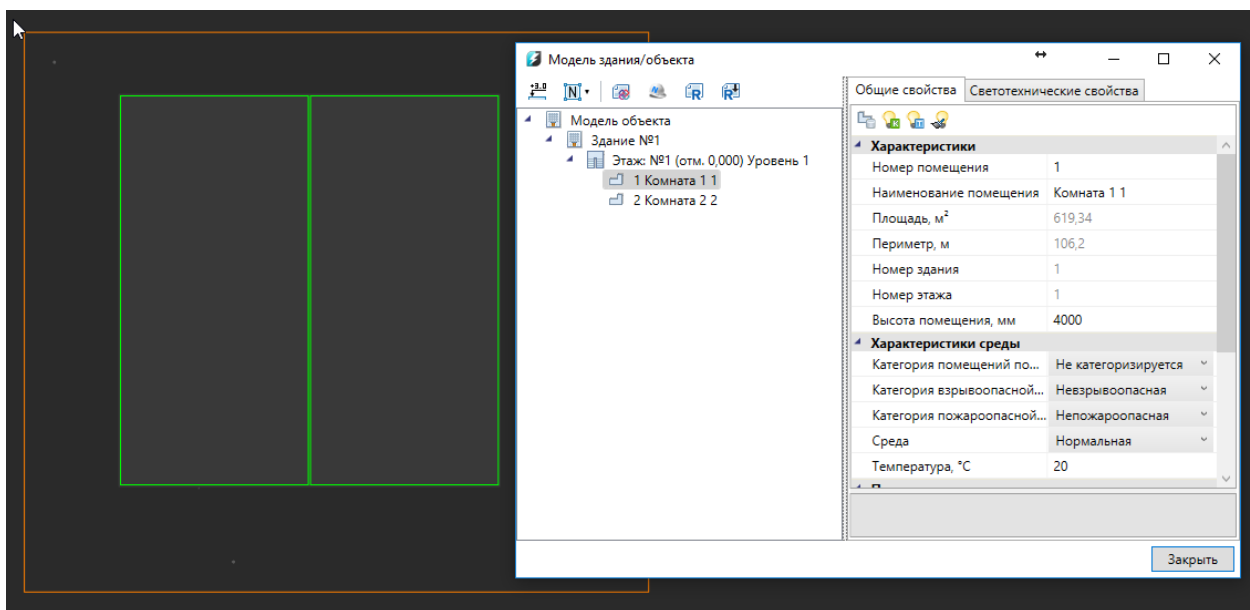 Модель здания/объекта
Общие свойства Светотехнические свойства
Модель объекта
Здание №1
Этаж: №1 (отм. 0,000) Уровень 1
1 Комната 1 1
2 Комната 2 2
Характеристики
Номер помещения 1
Наименование помещения Комната 1 1
Площадь, м² 619,34
Периметр, м 106,2
Номер здания 1
Номер этажа 1
Высота помещения, мм 4000
Характеристики среды
Категория помещений по... Не категоризируется
Категория взрывоопасной... Невзрывоопасная
Категория пожароопасной... Непожароопасная
Среда Нормальная
Температура, °C 20
Закрыть